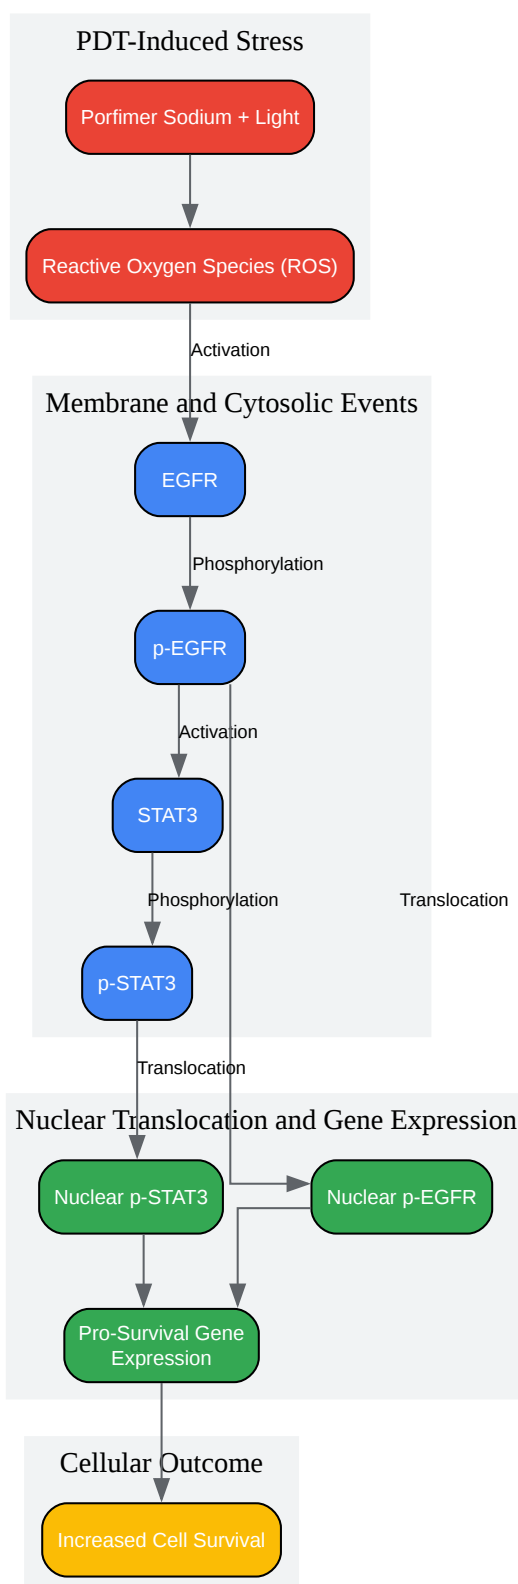 PDT-Induced Stress
Porfimer Sodium + Light
Reactive Oxygen Species (ROS)
Activation
Membrane and Cytosolic Events
EGFR
Phosphorylation
p-EGFR
Activation
STAT3
Phosphorylation
Translocation
p-STAT3
Translocation
Nuclear Translocation and Gene Expression
Nuclear p-STAT3
Nuclear p-EGFR
Pro-Survival Gene
Expression
Cellular Outcome
Increased Cell Survival